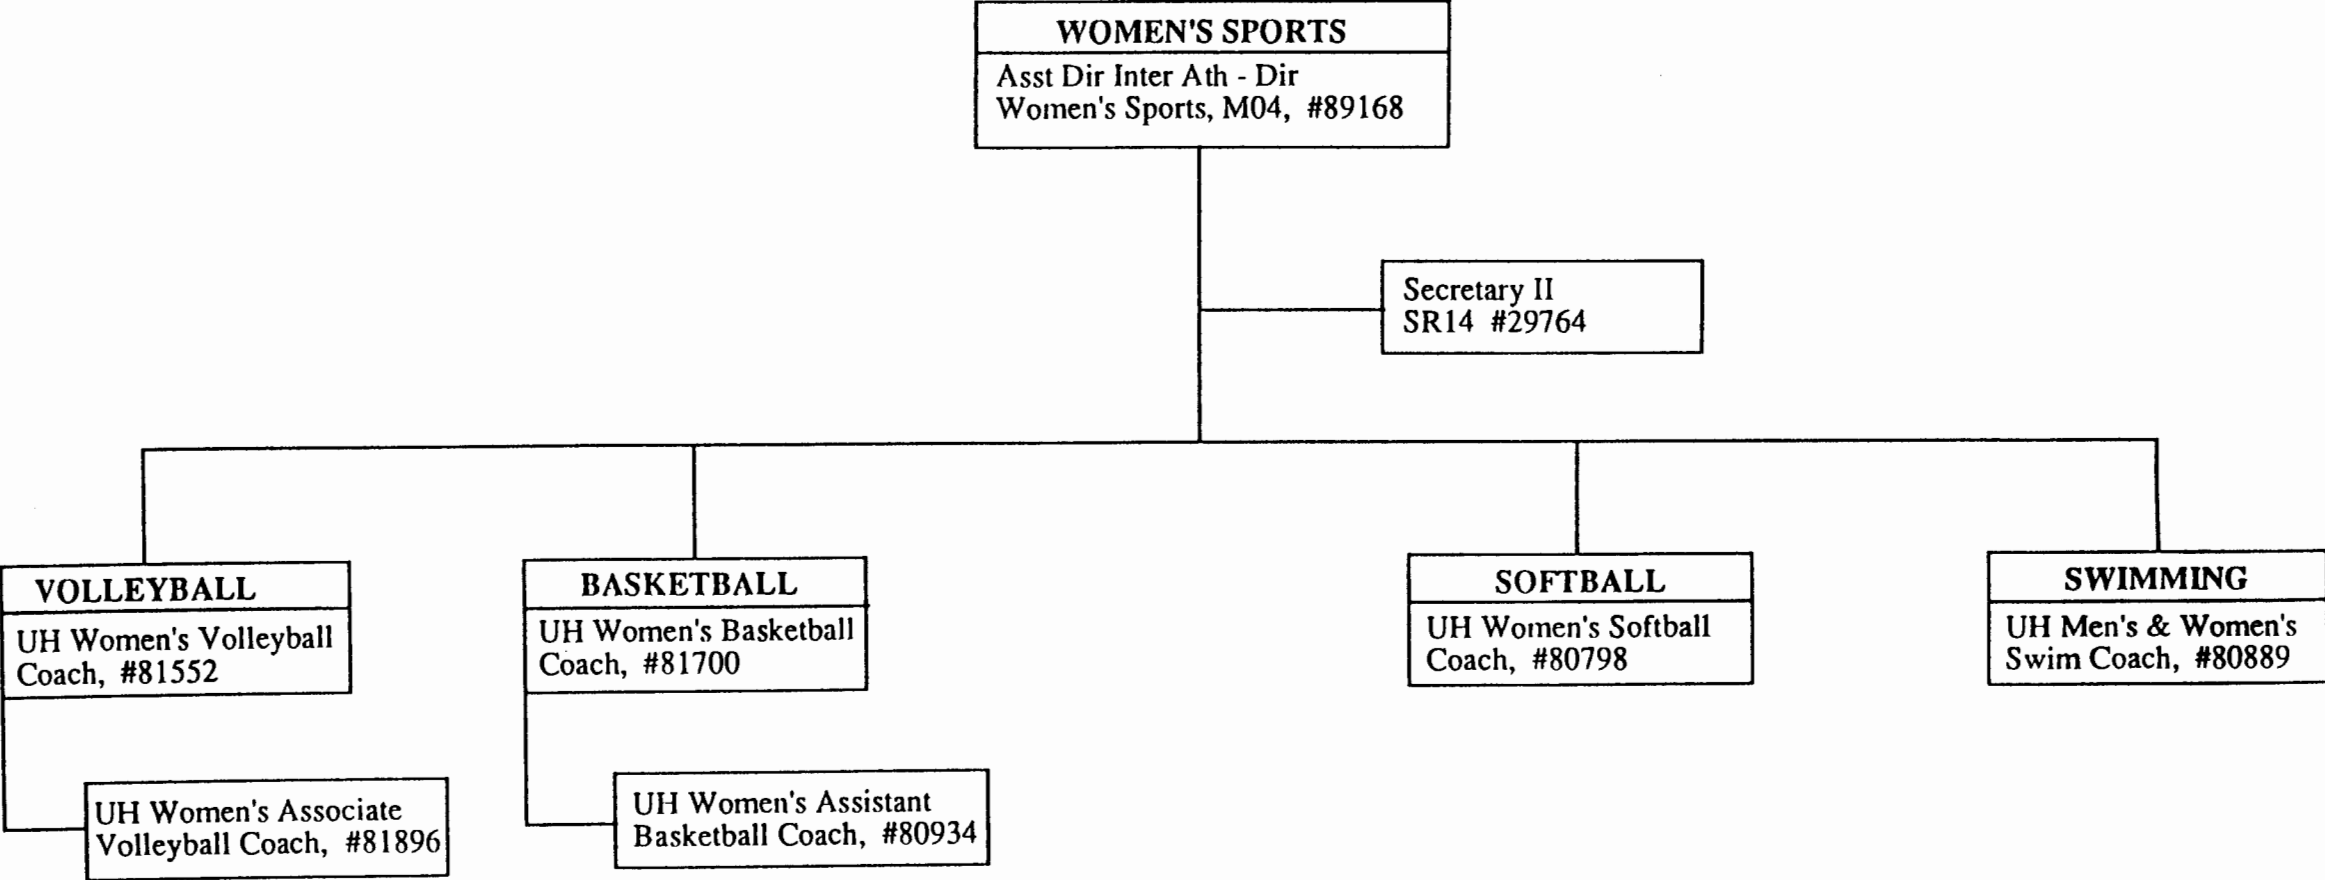 WOMEN'S SPORTS
Asst Dir Inter Ath - Dir
Women's Sports, M04, #89168
Secretary II
SR14 #29764
VOLLEYBALL
UH Women's Volleyball
Coach, #81552
UH Women's Associate
Volleyball Coach, #81896
BASKETBALL
UH Women's Basketball
Coach, #81700
UH Women's Assistant
Basketball Coach, #80934
SOFTBALL
UH Women's Softball
Coach, #80798
SWIMMING
UH Men's & Women's
Swim Coach, #80889